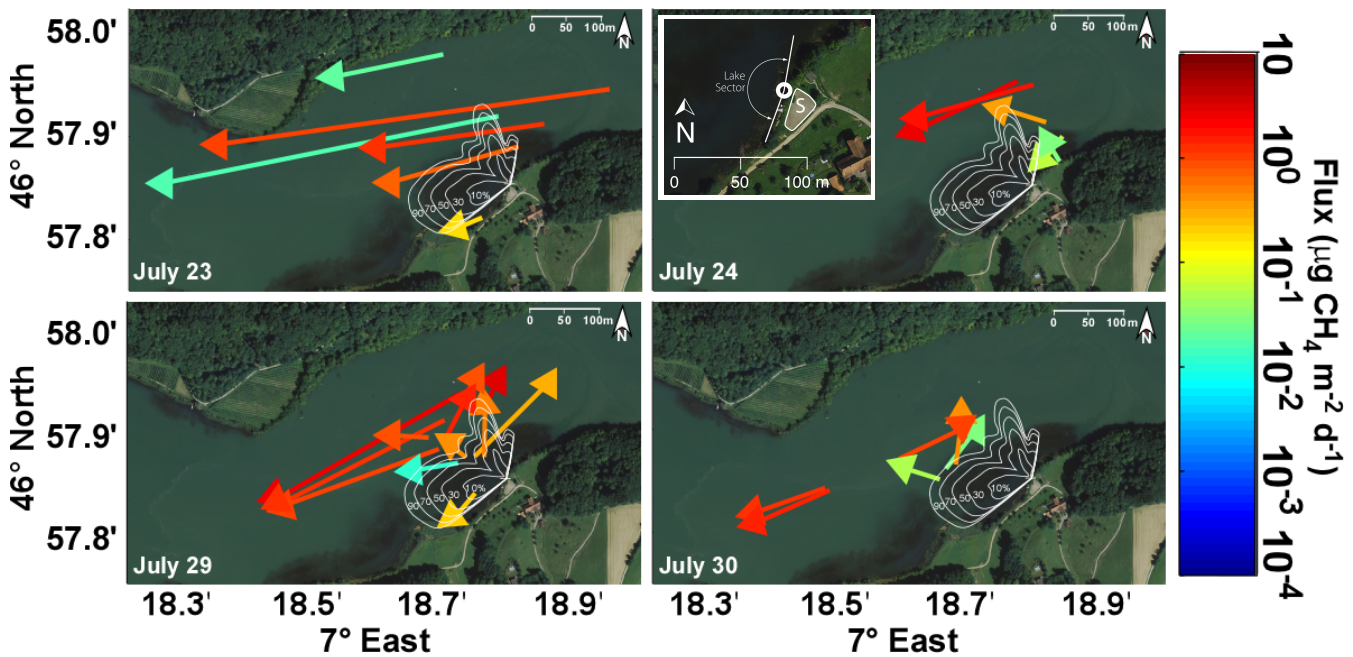 58.0'
57.9'
57.8'
46° North
0 50 100m
N
July 23
10%
30
50
70
90
0 50 100m
N
July 24
10%
30
50
70
90
Lake
Sector
S
N
0 50 100 m
58.0'
57.9'
57.8'
46° North
0 50 100m
N
July 29
10%
30
50
70
90
0 50 100m
N
July 30
10%
30
50
70
90
18.3' 18.5' 18.7' 18.9'
7° East
18.3' 18.5' 18.7' 18.9'
7° East
10
10⁰
10⁻¹
10⁻²
10⁻³
10⁻⁴
Flux (μg CH₄ m⁻² d⁻¹)